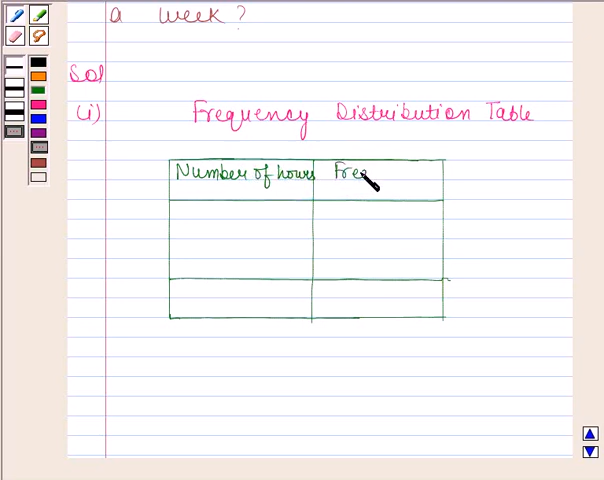 a week?
Sol
(i) Frequency Distribution Table
Number of hours Fre